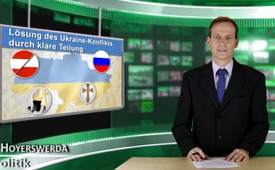 Lösung des Ukraine-Konflikts
durch klare Teilung
HOYERSWERDA
olitik